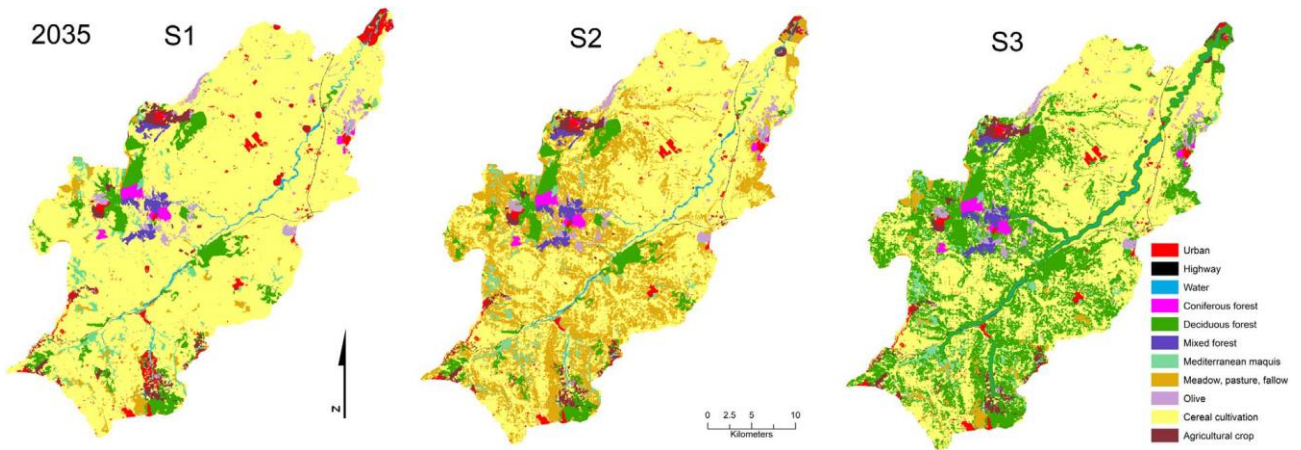 2035
S1
S2
S3
Urban
Highway
Water
Coniferous forest
Deciduous forest
Mixed forest
Mediterranean maquis
Meadow, pasture, fallow
Olive
Cereal cultivation
Agricultural crop
N
0 2.5 5 10
Kilometers